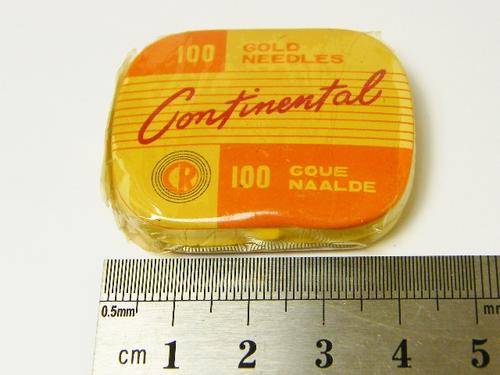 100 GOLD
NEEDLES
Continental
CR 100 GOUE
NAALDE
0.5mm
cm 1 2 3 4 5